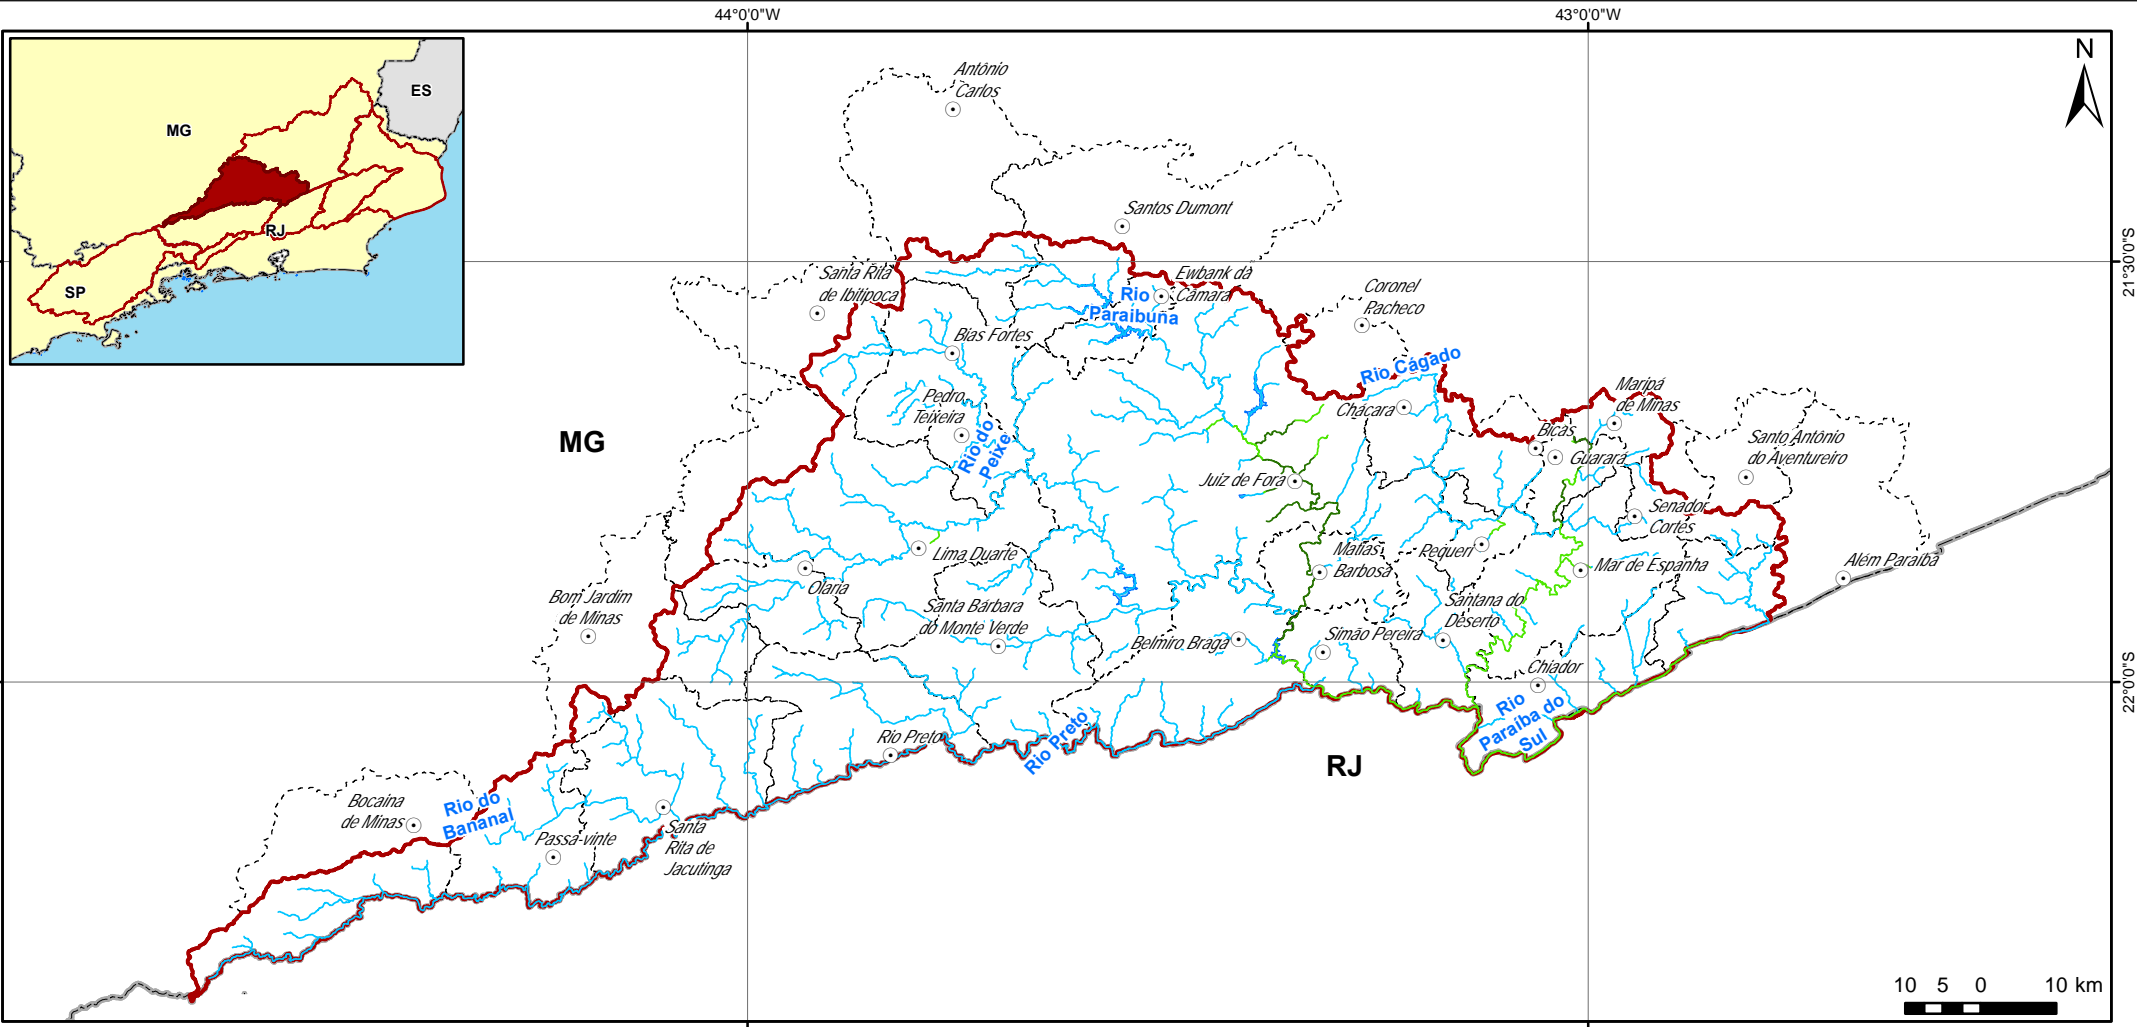 44°0'0"W
43°0'0"W
ES
MG
RJ
SP
N
21°30'0"S
22°0'0"S
Antônio
Carlos
Santos Dumont
Santa Rita
de Ibitipoca
Ewbank da
Câmara
Rio
Paraibuna
Coronel
Pacheco
Bias Fortes
Rio Cágado
Pedro
Teixeira
Chácara
Maripá
de Minas
Rio do
Peixe
MG
Bicas
Guarará
Santo Antônio
do Aventureiro
Juiz de Fora
Senador
Cortes
Lima Duarte
Matias
Barbosa
Pequeri
Mar de Espanha
Além Paraíba
Olaria
Bom Jardim
de Minas
Santa Bárbara
do Monte Verde
Santana do
Deserto
Belmiro Braga
Simão Pereira
Chiador
Rio
Paraíba do
Sul
Rio Preto
Rio Preto
RJ
Bocaina
de Minas
Rio do
Bananal
Passa-vinte
Santa
Rita de
Jacutinga
10 5 0 10 km